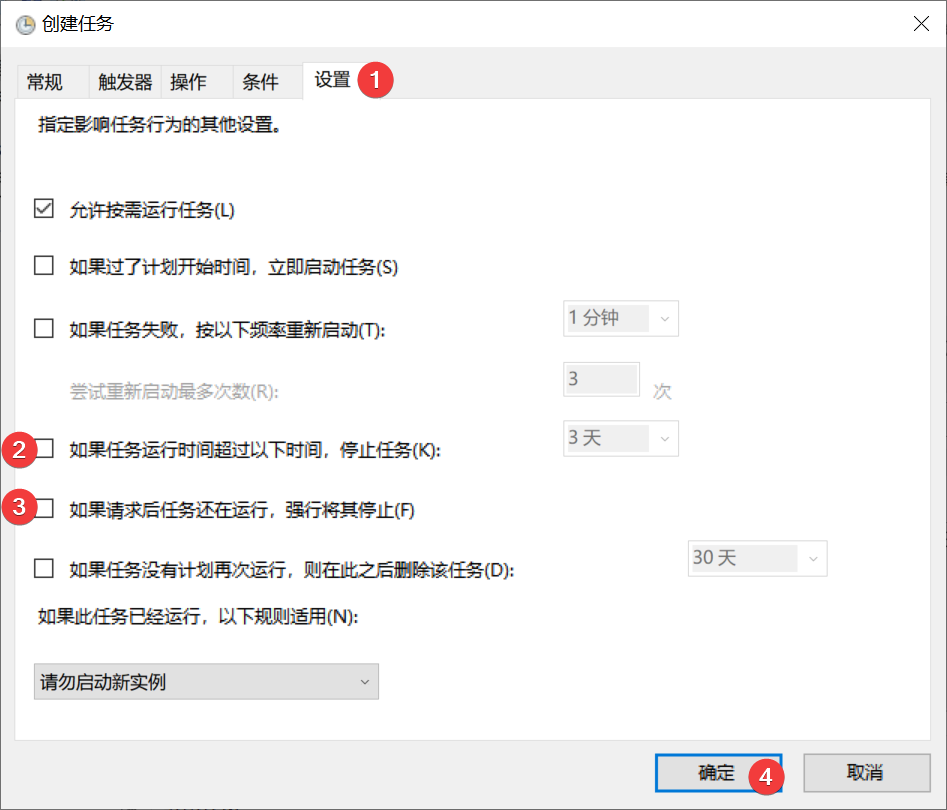 创建任务
常规 触发器 操作 条件 设置 1
指定影响任务行为的其他设置。
允许按需运行任务(L)
如果过了计划开始时间，立即启动任务(S)
如果任务失败，按以下频率重新启动(T): 1 分钟
尝试重新启动最多次数(R): 3 次
2 如果任务运行时间超过以下时间，停止任务(K): 3 天
3 如果请求后任务还在运行，强行将其停止(F)
如果任务没有计划再次运行，则在此之后删除该任务(D): 30 天
如果此任务已经运行，以下规则适用(N):
请勿启动新实例
确定 4 取消